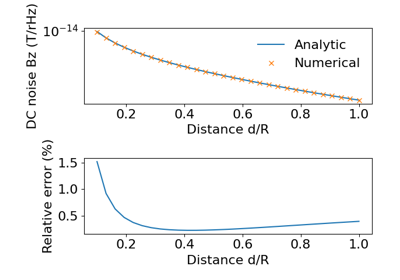 DC noise Bz (T/rHz)
10⁻¹⁴
Analytic
Numerical
0.2 0.4 0.6 0.8 1.0
Distance d/R
Relative error (%)
1.5
1.0
0.5
0.2 0.4 0.6 0.8 1.0
Distance d/R